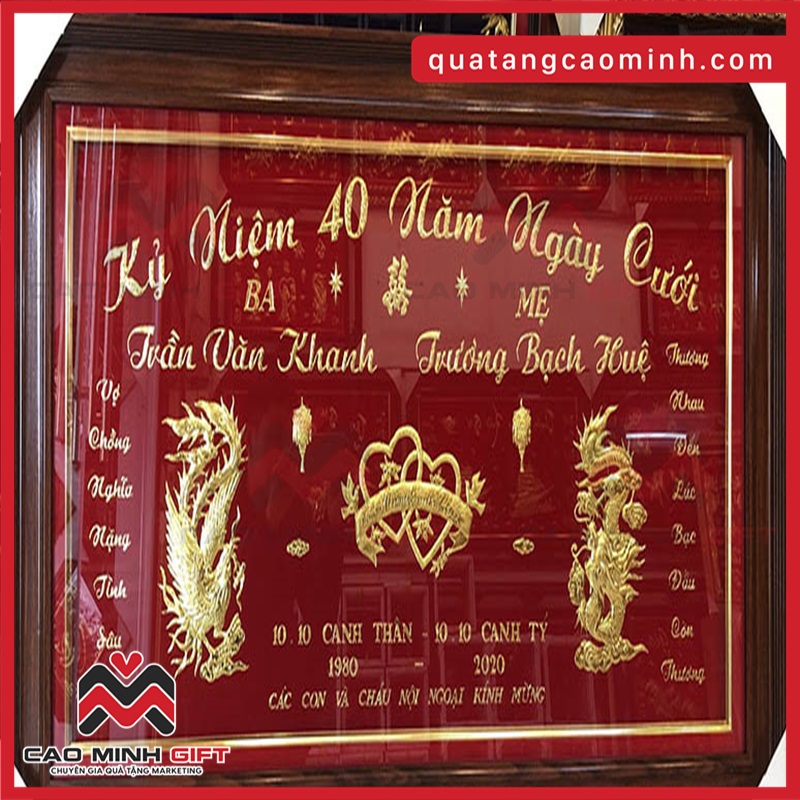 quatangcaominh.com
Kỷ Niệm 40 Năm Ngày Cưới
BA 囍 MẸ
Trần Văn Khanh Trương Bạch Huệ
Vợ
Chồng
Nghĩa
Nặng
Tình
Sâu
Thương
Nhau
Đến
Lúc
Bạc
Đầu
Còn
Thương
10.10 CANH THÂN - 10.10 CANH TÝ
1980 - 2020
CÁC CON VÀ CHÁU NỘI NGOẠI KÍNH MỪNG
CAO MINH GIFT
CHUYÊN GIA QUÀ TẶNG MARKETING